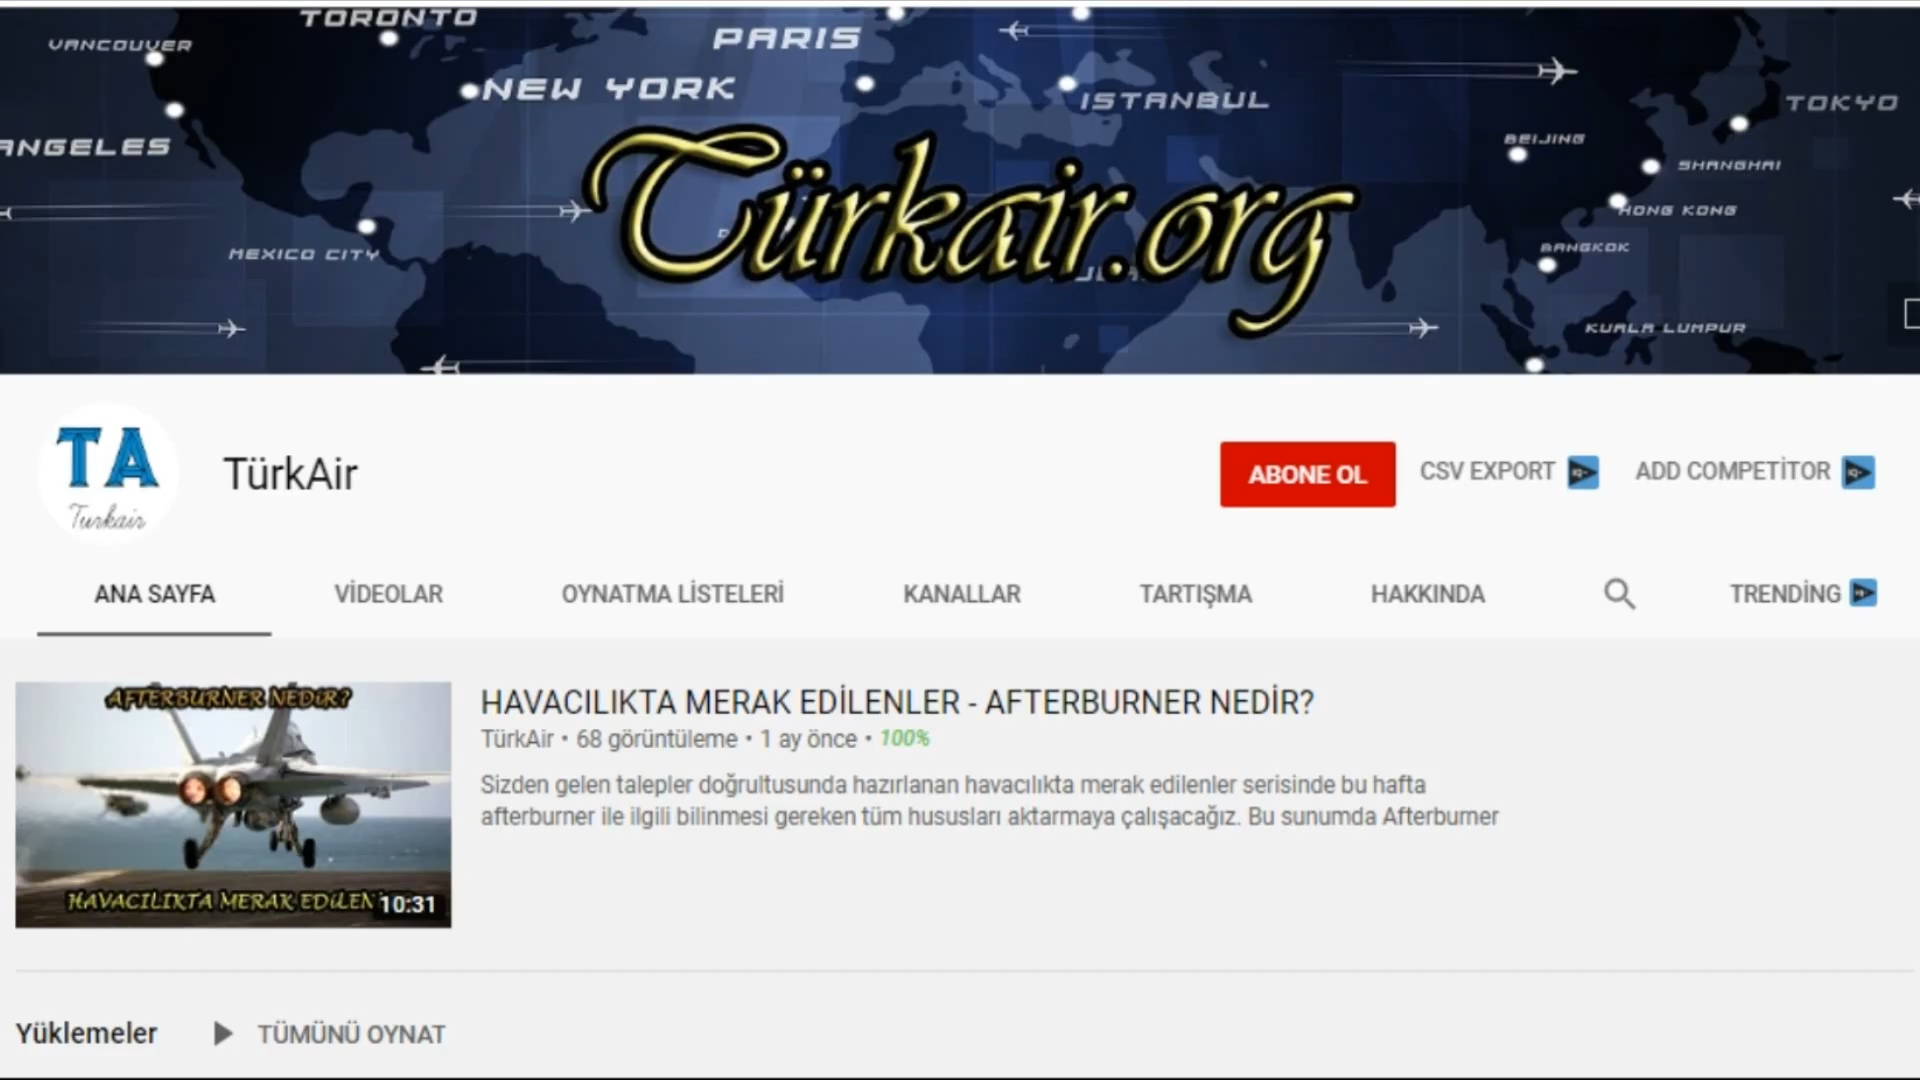 TORONTO
VANCOUVER
PARIS
NEW YORK
ISTANBUL
TOKYO
ANGELES
BEIJING
SHANGHAI
HONG KONG
MEXICO CITY
BANGKOK
KUALA LUMPUR
Türkair.org
TA
Turkair
TürkAir
ABONE OL
CSV EXPORT
ADD COMPETİTOR
ANA SAYFA
VİDEOLAR
OYNATMA LİSTELERİ
KANALLAR
TARTIŞMA
HAKKINDA
TRENDİNG
AFTERBURNER NEDİR?
HAVACILIKTA MERAK EDİLEN
10:31
HAVACILIKTA MERAK EDİLENLER - AFTERBURNER NEDİR?
TürkAir • 68 görüntüleme • 1 ay önce • 100%
Sizden gelen talepler doğrultusunda hazırlanan havacılıkta merak edilenler serisinde bu hafta
afterburner ile ilgili bilinmesi gereken tüm hususları aktarmaya çalışacağız. Bu sunumda Afterburner
Yüklemeler
TÜMÜNÜ OYNAT